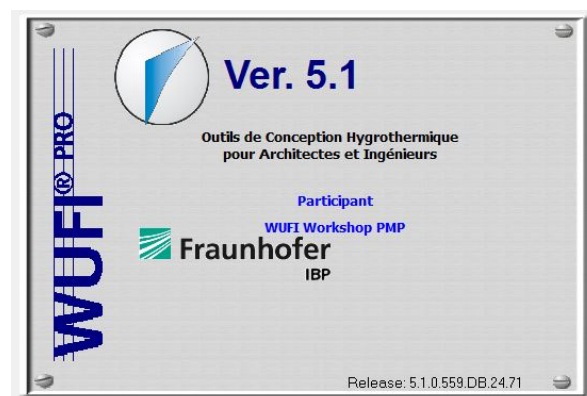 WUFI® PRO
Ver. 5.1
Outils de Conception Hygrothermique
pour Architectes et Ingénieurs
Participant
WUFI Workshop PMP
Fraunhofer
IBP
Release: 5.1.0.559.DB.24.71